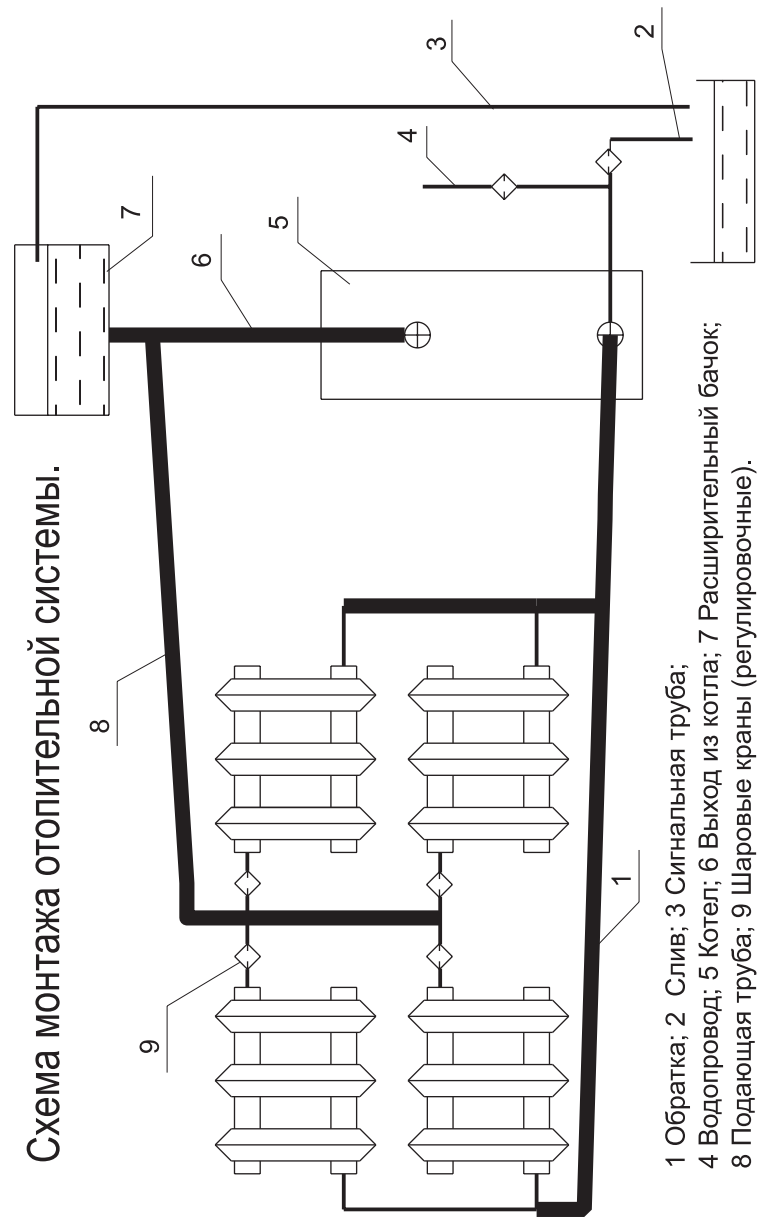 Схема монтажа отопительной системы.
9
8
7
6
5
4
3
2
1
1 Обратка; 2 Слив; 3 Сигнальная труба;
4 Водопровод; 5 Котел; 6 Выход из котла; 7 Расширительный бачок;
8 Подающая труба; 9 Шаровые краны (регулировочные).